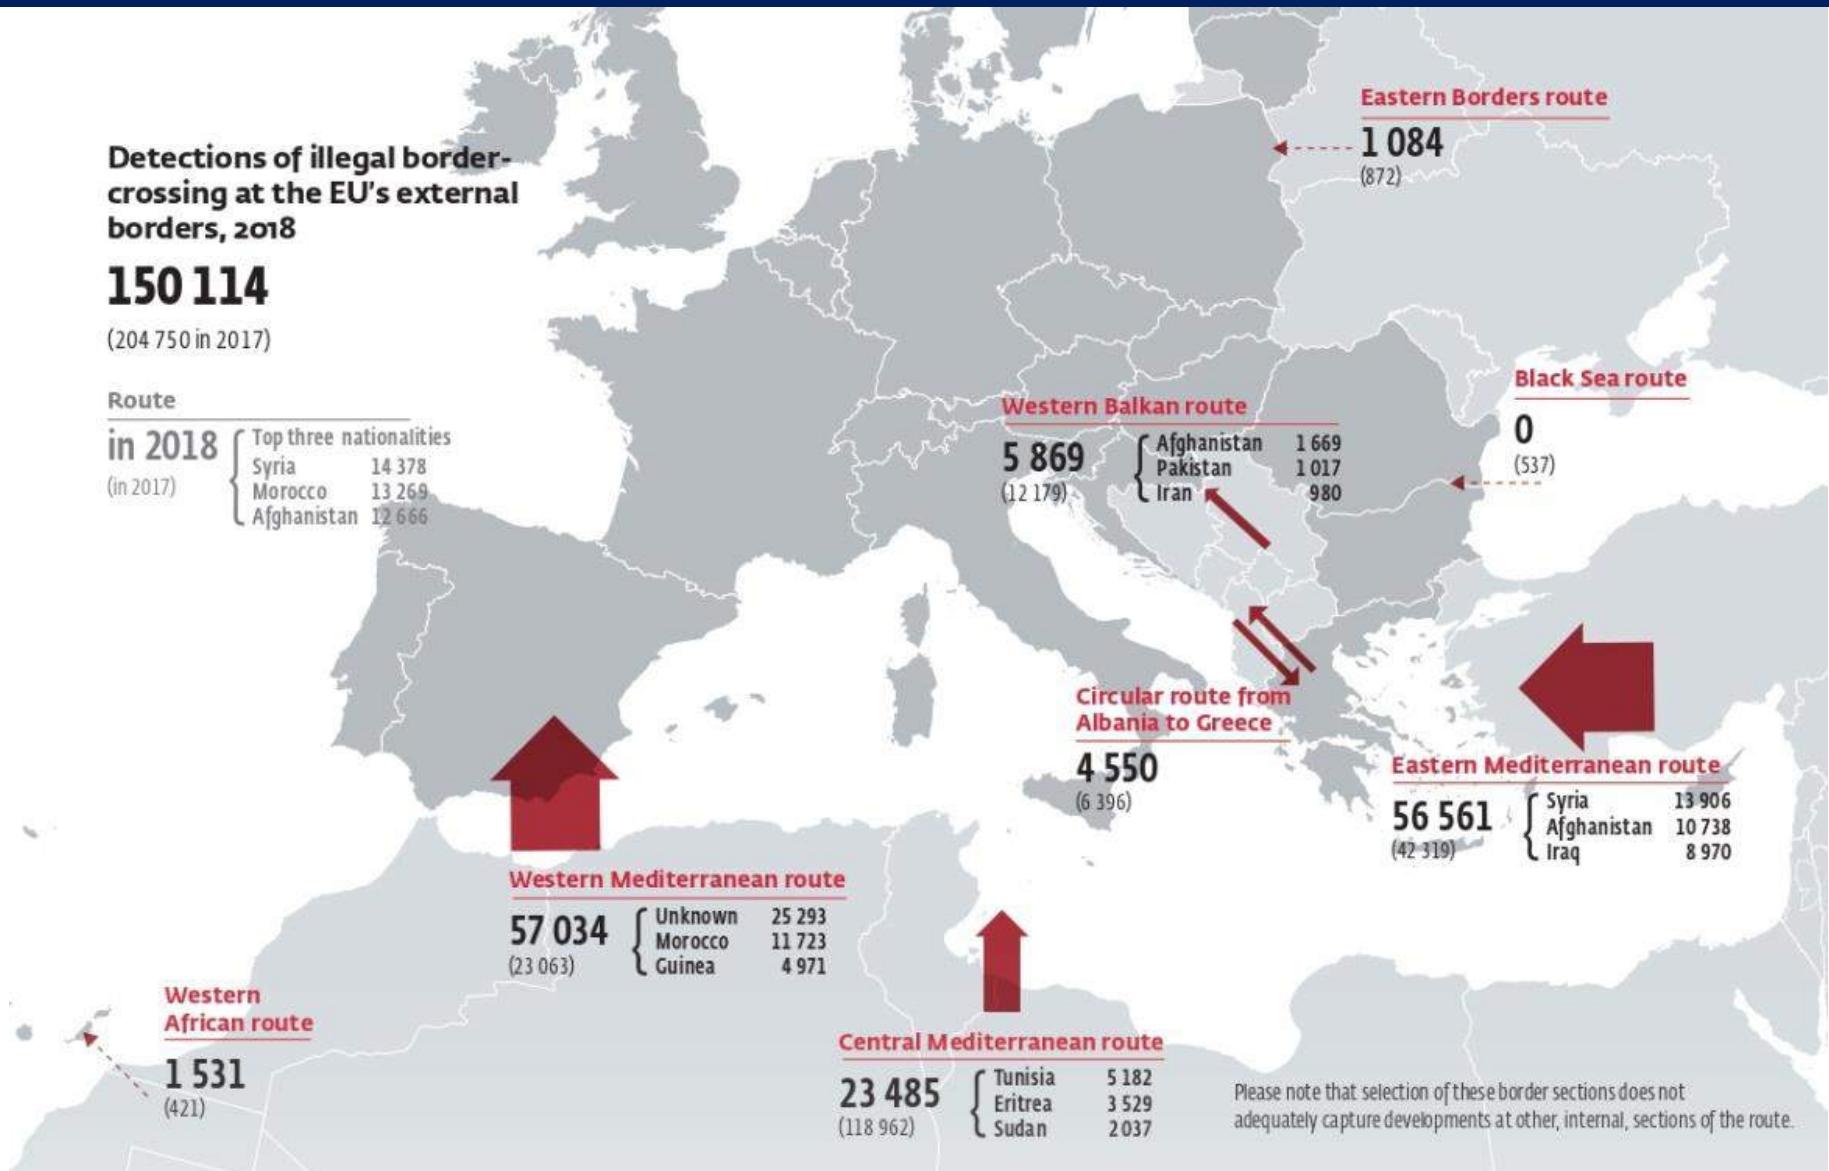 Detections of illegal border-
crossing at the EU's external
borders, 2018
150 114
(204 750 in 2017)
Route
in 2018
(in 2017)
Top three nationalities
Syria 14 378
Morocco 13 269
Afghanistan 12 666
Eastern Borders route
1 084
(872)
Black Sea route
0
(537)
Western Balkan route
5 869
(12 179)
Afghanistan 1 669
Pakistan 1 017
Iran 980
Circular route from
Albania to Greece
4 550
(6 396)
Eastern Mediterranean route
56 561
(42 319)
Syria 13 906
Afghanistan 10 738
Iraq 8 970
Western Mediterranean route
57 034
(23 063)
Unknown 25 293
Morocco 11 723
Guinea 4 971
Western
African route
1 531
(421)
Central Mediterranean route
23 485
(118 962)
Tunisia 5 182
Eritrea 3 529
Sudan 2 037
Please note that selection of these border sections does not
adequately capture developments at other, internal, sections of the route.